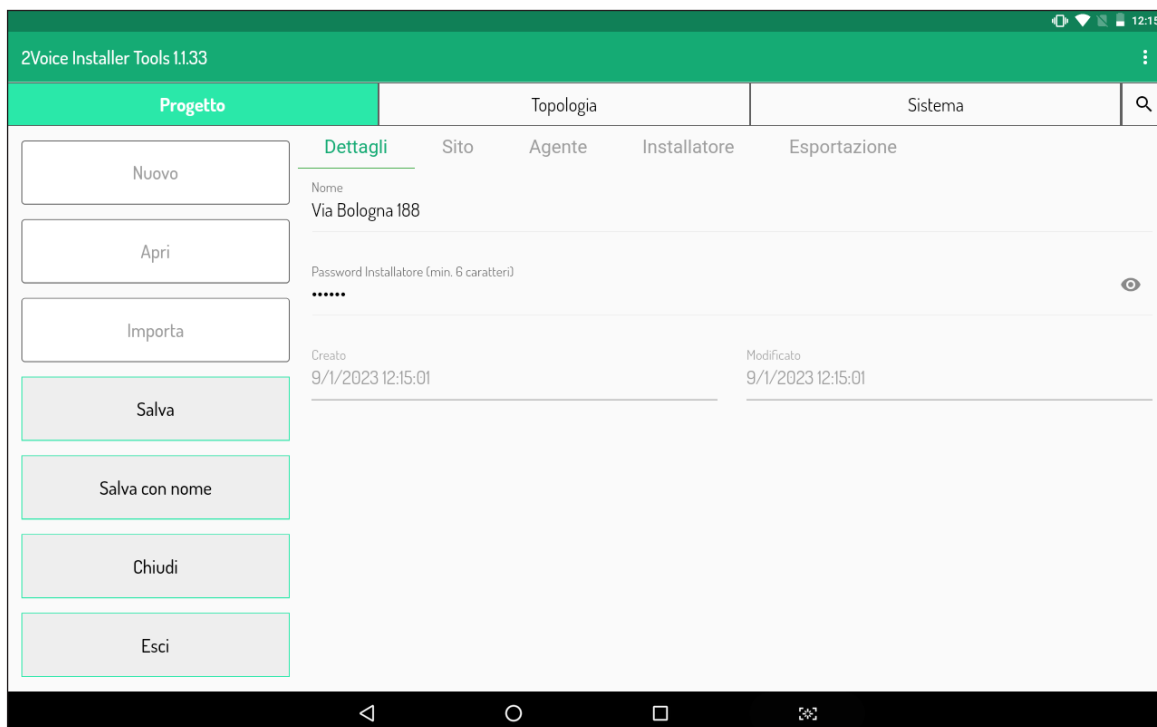 12:15
2Voice Installer Tools 1.1.33
Progetto
Topologia
Sistema
Nuovo
Apri
Importa
Salva
Salva con nome
Chiudi
Esci
Dettagli
Sito
Agente
Installatore
Esportazione
Nome
Via Bologna 188
Password Installatore (min. 6 caratteri)
••••••
Creato
9/1/2023 12:15:01
Modificato
9/1/2023 12:15:01